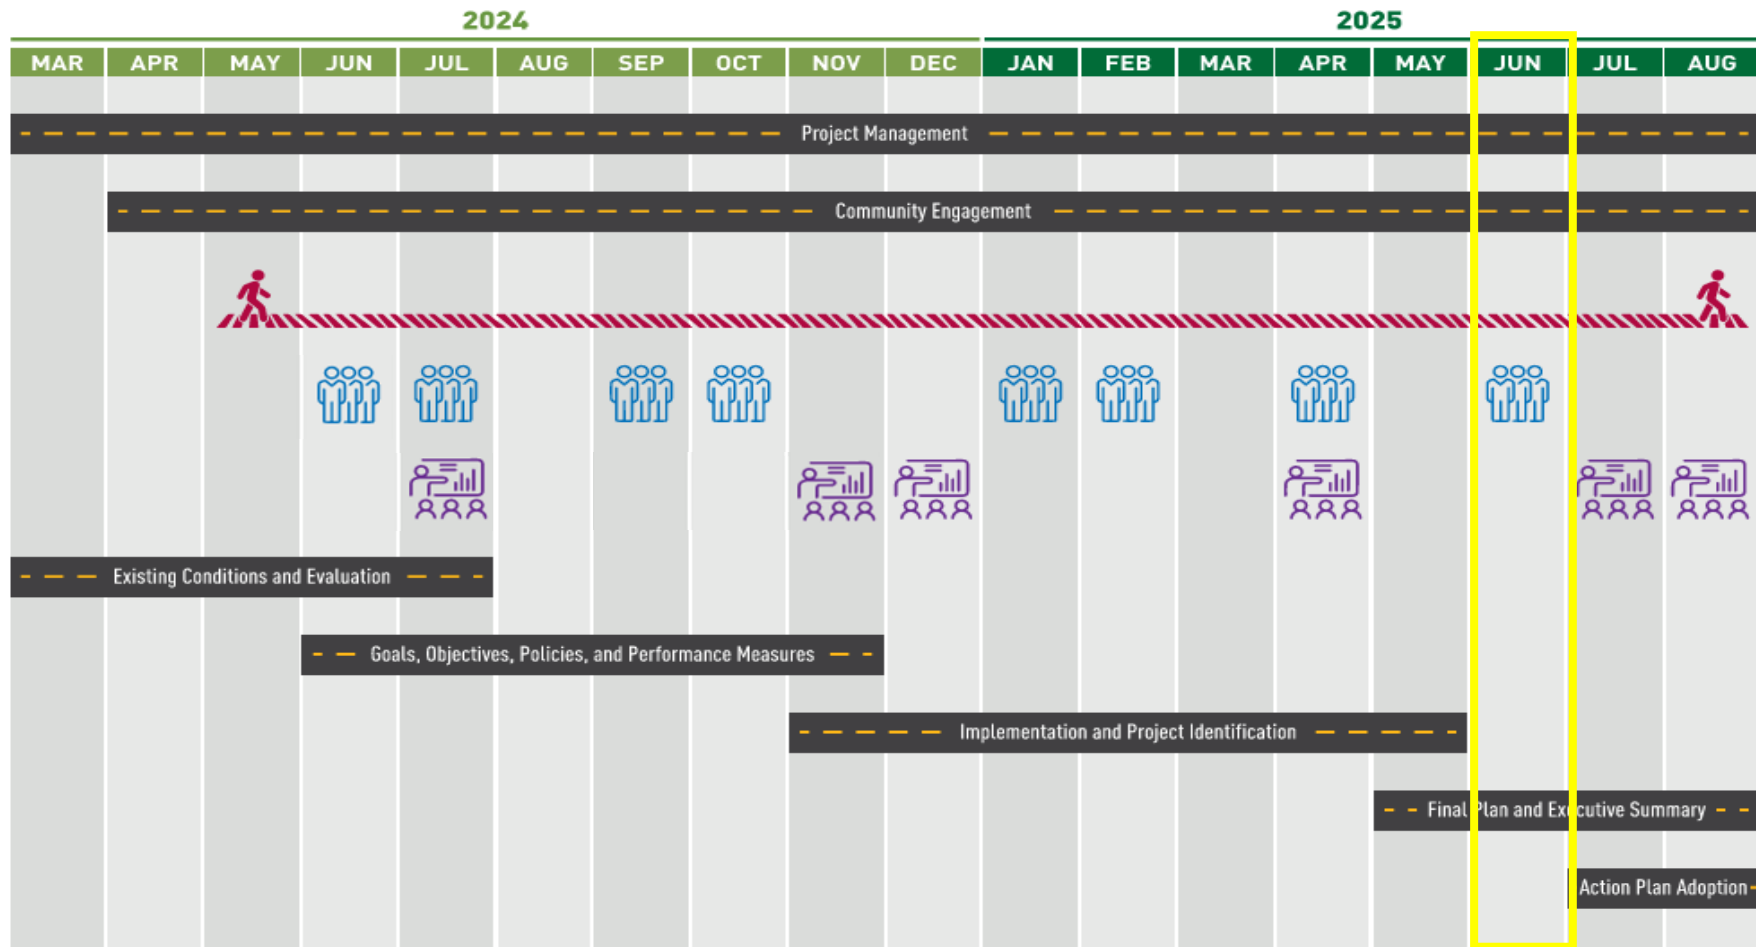 2024 2025
MAR APR MAY JUN JUL AUG SEP OCT NOV DEC JAN FEB MAR APR MAY JUN JUL AUG
Project Management
Community Engagement
Existing Conditions and Evaluation
Goals, Objectives, Policies, and Performance Measures
Implementation and Project Identification
Final Plan and Executive Summary
Action Plan Adoption